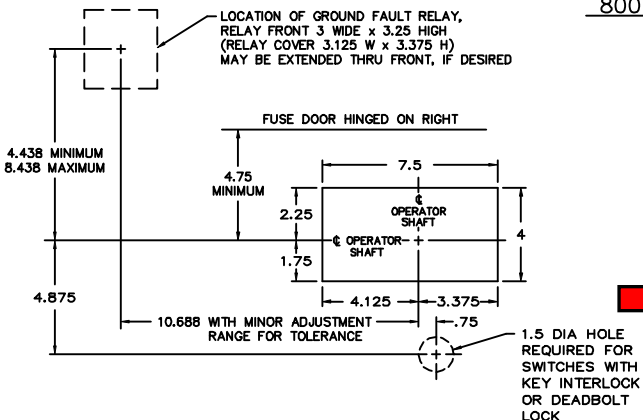 800
LOCATION OF GROUND FAULT RELAY,
RELAY FRONT 3 WIDE x 3.25 HIGH
(RELAY COVER 3.125 W x 3.375 H)
MAY BE EXTENDED THRU FRONT, IF DESIRED
FUSE DOOR HINGED ON RIGHT
4.438 MINIMUM
8.438 MAXIMUM
4.75
MINIMUM
7.5
2.25
℄
OPERATOR
SHAFT
4
℄ OPERATOR
SHAFT
1.75
4.875
4.125
3.375
10.688 WITH MINOR ADJUSTMENT
RANGE FOR TOLERANCE
.75
1.5 DIA HOLE
REQUIRED FOR
SWITCHES WITH
KEY INTERLOCK
OR DEADBOLT
LOCK